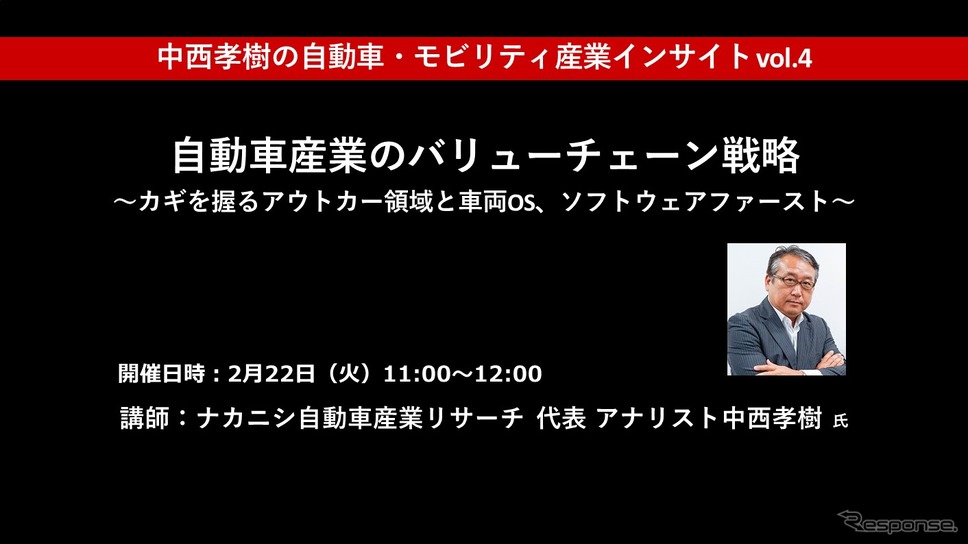 中西孝樹の自動車・モビリティ産業インサイト vol.4
自動車産業のバリューチェーン戦略
～カギを握るアウトカー領域と車両OS、ソフトウェアファースト～
開催日時：2月22日（火）11:00～12:00
講師：ナカニシ自動車産業リサーチ 代表 アナリスト中西孝樹 氏
Response.